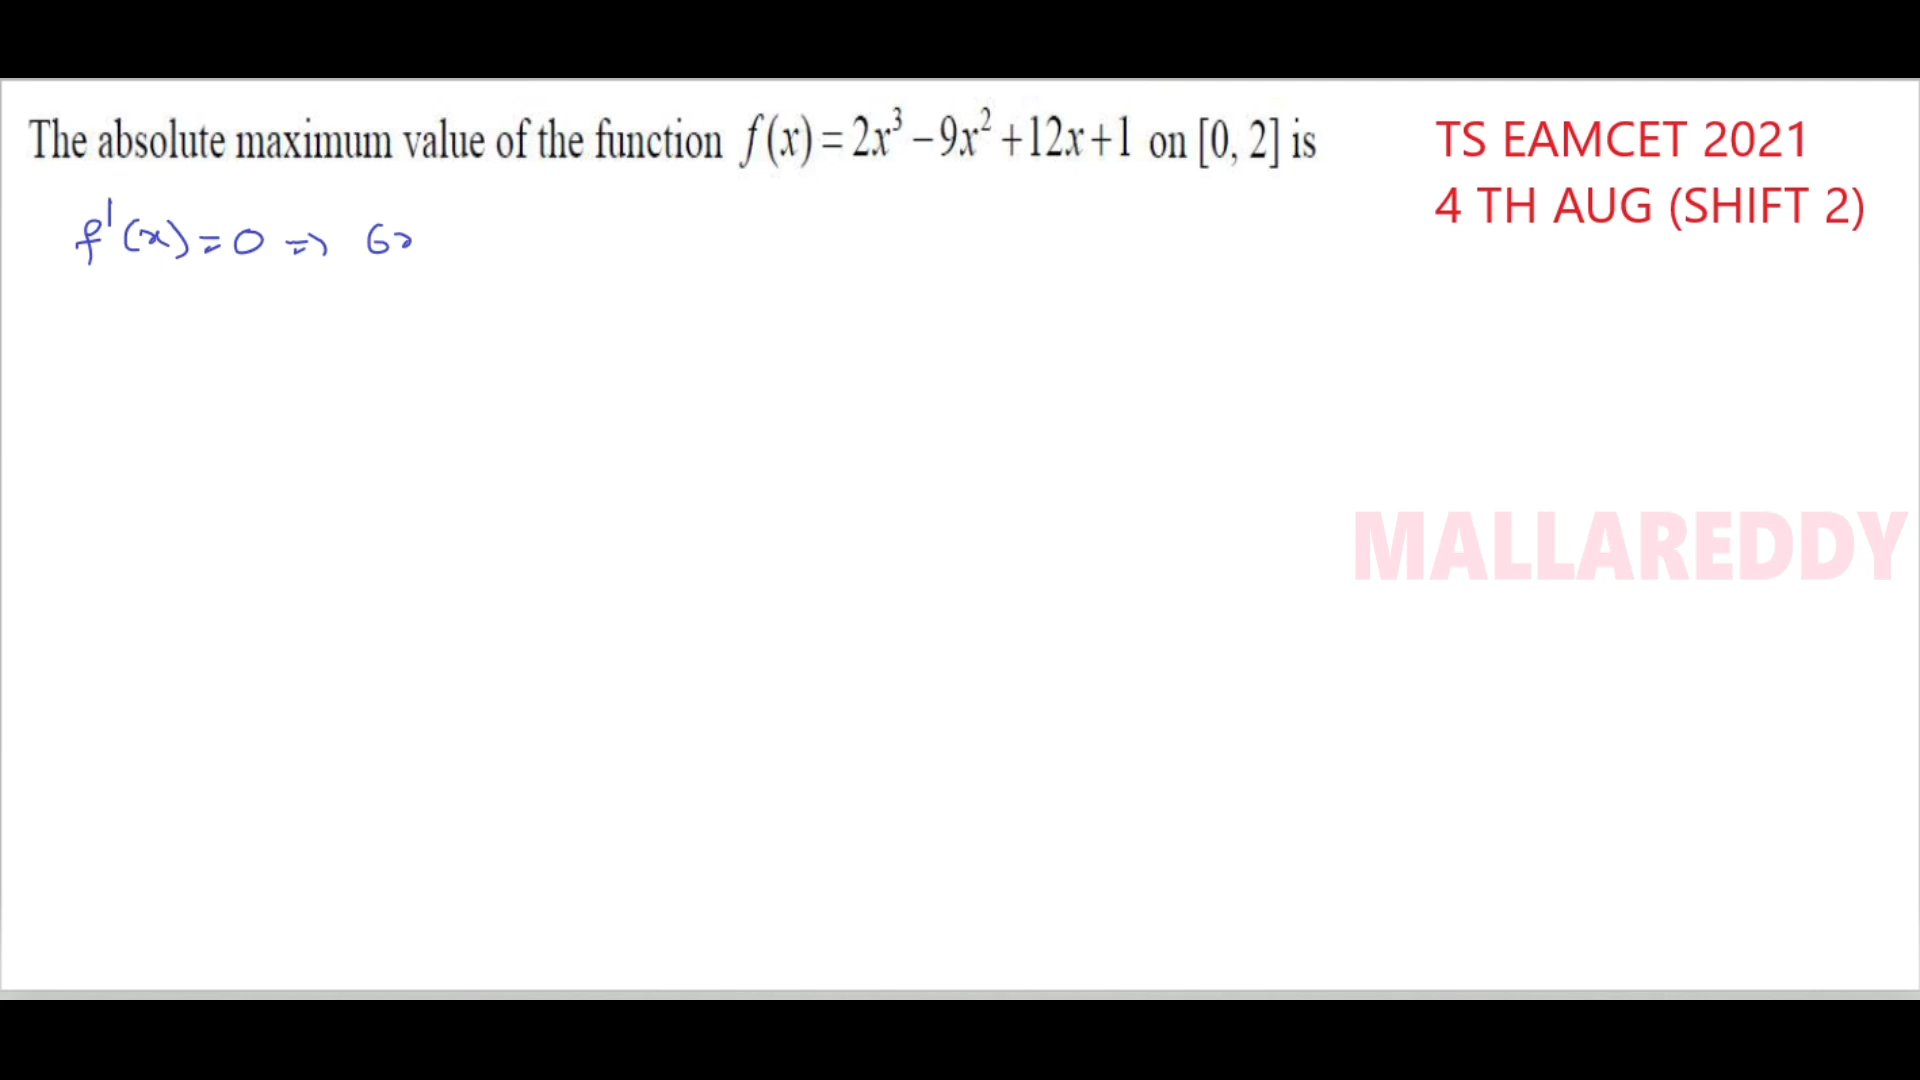 The absolute maximum value of the function f(x) = 2x³ − 9x² + 12x + 1 on [0, 2] is
TS EAMCET 2021
4 TH AUG (SHIFT 2)
f'(x) = 0 ⇒ 6
MALLAREDDY